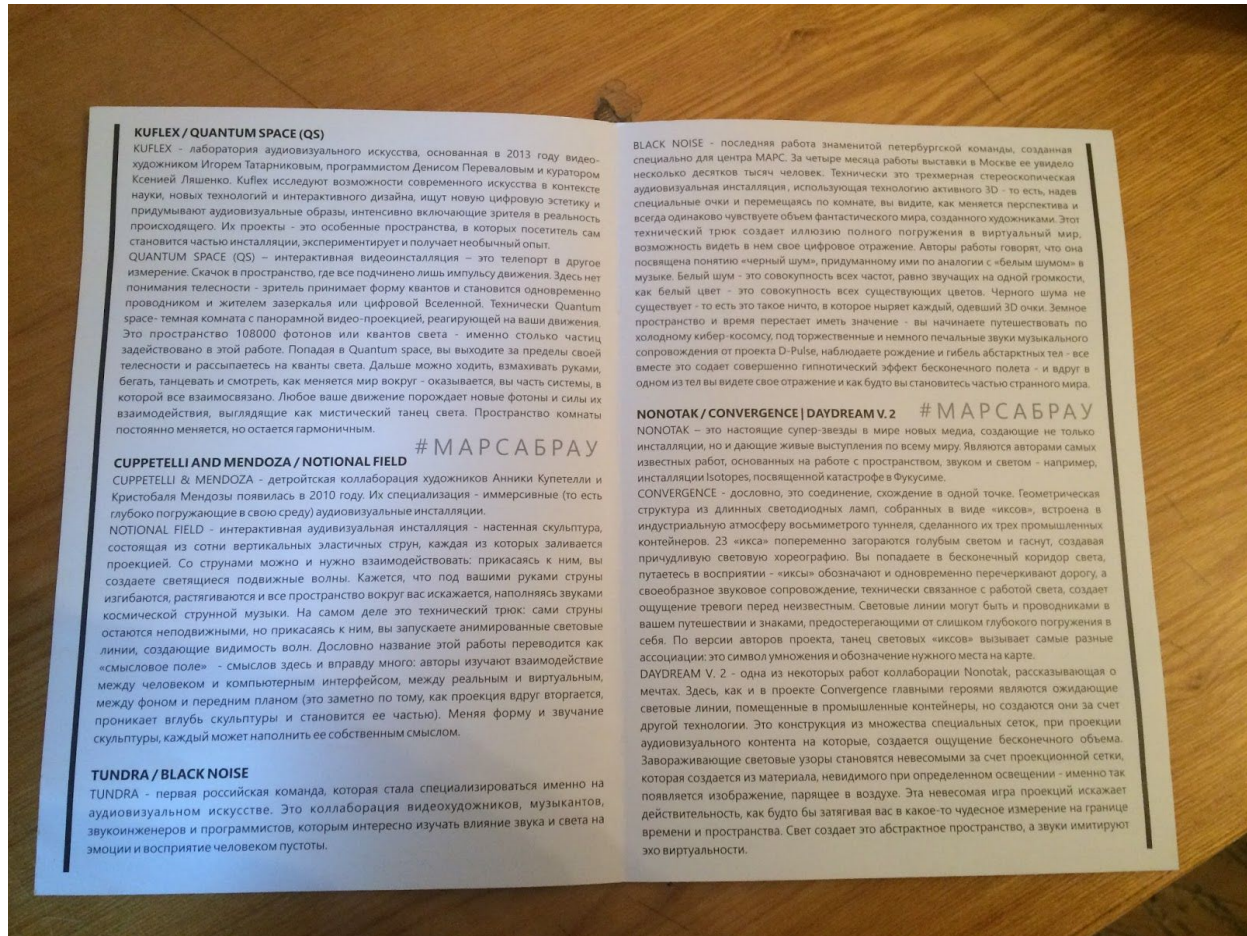 KUFLEX / QUANTUM SPACE (QS)
KUFLEX - лаборатория аудиовизуального искусства, основанная в 2013 году видео-
художником Игорем Татарниковым, программистом Денисом Переваловым и куратором
Ксенией Ляшенко. Kuflex исследуют возможности современного искусства в контексте
науки, новых технологий и интерактивного дизайна, ищут новую цифровую эстетику и
придумывают аудиовизуальные образы, интенсивно включающие зрителя в реальность
происходящего. Их проекты - это особенные пространства, в которых посетитель сам
становится частью инсталляции, экспериментирует и получает необычный опыт.
QUANTUM SPACE (QS) – интерактивная видеоинсталляция – это телепорт в другое
измерение. Скачок в пространство, где все подчинено лишь импульсу движения. Здесь нет
понимания телесности - зритель принимает форму квантов и становится одновременно
проводником и жителем зазеркалья или цифровой Вселенной. Технически Quantum
space- темная комната с панорамной видео-проекцией, реагирующей на ваши движения.
Это пространство 108000 фотонов или квантов света - именно столько частиц
задействовано в этой работе. Попадая в Quantum space, вы выходите за пределы своей
телесности и рассыпаетесь на кванты света. Дальше можно ходить, взмахивать руками,
бегать, танцевать и смотреть, как меняется мир вокруг - оказывается, вы часть системы, в
которой все взаимосвязано. Любое ваше движение порождает новые фотоны и силы их
взаимодействия, выглядящие как мистический танец света. Пространство комнаты
постоянно меняется, но остается гармоничным.
#МАРСАБРАУ
CUPPETELLI AND MENDOZA / NOTIONAL FIELD
CUPPETELLI & MENDOZA - детройтская коллаборация художников Анники Купетелли и
Кристобаля Мендозы появилась в 2010 году. Их специализация - иммерсивные (то есть
глубоко погружающие в свою среду) аудиовизуальные инсталляции.
NOTIONAL FIELD - интерактивная аудивизуальная инсталляция - настенная скульптура,
состоящая из сотни вертикальных эластичных струн, каждая из которых заливается
проекцией. Со струнами можно и нужно взаимодействовать: прикасаясь к ним, вы
создаете светящиеся подвижные волны. Кажется, что под вашими руками струны
изгибаются, растягиваются и все пространство вокруг вас искажается, наполняясь звуками
космической струнной музыки. На самом деле это технический трюк: сами струны
остаются неподвижными, но прикасаясь к ним, вы запускаете анимированные световые
линии, создающие видимость волн. Дословно название этой работы переводится как
«смысловое поле» - смыслов здесь и вправду много: авторы изучают взаимодействие
между человеком и компьютерным интерфейсом, между реальным и виртуальным,
между фоном и передним планом (это заметно по тому, как проекция вдруг вторгается,
проникает вглубь скульптуры и становится ее частью). Меняя форму и звучание
скульптуры, каждый может наполнить ее собственным смыслом.
TUNDRA / BLACK NOISE
TUNDRA - первая российская команда, которая стала специализироваться именно на
аудиовизуальном искусстве. Это коллаборация видеохудожников, музыкантов,
звукоинженеров и программистов, которым интересно изучать влияние звука и света на
эмоции и восприятие человеком пустоты.
BLACK NOISE - последняя работа знаменитой петербургской команды, созданная
специально для центра МАРС. За четыре месяца работы выставки в Москве ее увидело
несколько десятков тысяч человек. Технически это трехмерная стереоскопическая
аудиовизуальная инсталляция, использующая технологию активного 3D - то есть, надев
специальные очки и перемещаясь по комнате, вы видите, как меняется перспектива и
всегда одинаково чувствуете объем фантастического мира, созданного художниками. Этот
технический трюк создает иллюзию полного погружения в виртуальный мир,
возможность видеть в нем свое цифровое отражение. Авторы работы говорят, что она
посвящена понятию «черный шум», придуманному ими по аналогии с «белым шумом» в
музыке. Белый шум - это совокупность всех частот, равно звучащих на одной громкости,
как белый цвет - это совокупность всех существующих цветов. Черного шума не
существует - то есть это такое ничто, в которое ныряет каждый, одевший 3D очки. Земное
пространство и время перестает иметь значение - вы начинаете путешествовать по
холодному кибер-косомсу, под торжественные и немного печальные звуки музыкального
сопровождения от проекта D-Pulse, наблюдаете рождение и гибель абстарктных тел - все
вместе это содает совершенно гипнотический эффект бесконечного полета - и вдруг в
одном из тел вы видете свое отражение и как будто вы становитесь частью странного мира.
NONOTAK / CONVERGENCE | DAYDREAM V. 2 #МАРСАБРАУ
NONOTAK – это настоящие супер-звезды в мире новых медиа, создающие не только
инсталляции, но и дающие живые выступления по всему миру. Являются авторами самых
известных работ, основанных на работе с пространством, звуком и светом - например,
инсталляции Isotopes, посвященной катастрофе в Фукусиме.
CONVERGENCE - дословно, это соединение, схождение в одной точке. Геометрическая
структура из длинных светодиодных ламп, собранных в виде «иксов», встроена в
индустриальную атмосферу восьмиметрого туннеля, сделанного их трех промышленных
контейнеров. 23 «икса» попеременно загораются голубым светом и гаснут, создавая
причудливую световую хореографию. Вы попадаете в бесконечный коридор света,
путаетесь в восприятии - «иксы» обозначают и одновременно перечеркивают дорогу, а
своеобразное звуковое сопровождение, технически связанное с работой света, создает
ощущение тревоги перед неизвестным. Световые линии могут быть и проводниками в
вашем путешествии и знаками, предостерегающими от слишком глубокого погружения в
себя. По версии авторов проекта, танец световых «иксов» вызывает самые разные
ассоциации: это символ умножения и обозначение нужного места на карте.
DAYDREAM V. 2 - одна из некоторых работ коллаборации Nonotak, рассказывающая о
мечтах. Здесь, как и в проекте Convergence главными героями являются ожидающие
световые линии, помещенные в промышленные контейнеры, но создаются они за счет
другой технологии. Это конструкция из множества специальных сеток, при проекции
аудиовизуального контента на которые, создается ощущение бесконечного объема.
Завораживающие световые узоры становятся невесомыми за счет проекционной сетки,
которая создается из материала, невидимого при определенном освещении - именно так
появляется изображение, парящее в воздухе. Эта невесомая игра проекций искажает
действительность, как будто бы затягивая вас в какое-то чудесное измерение на границе
времени и пространства. Свет создает это абстрактное пространство, а звуки имитируют
эхо виртуальности.